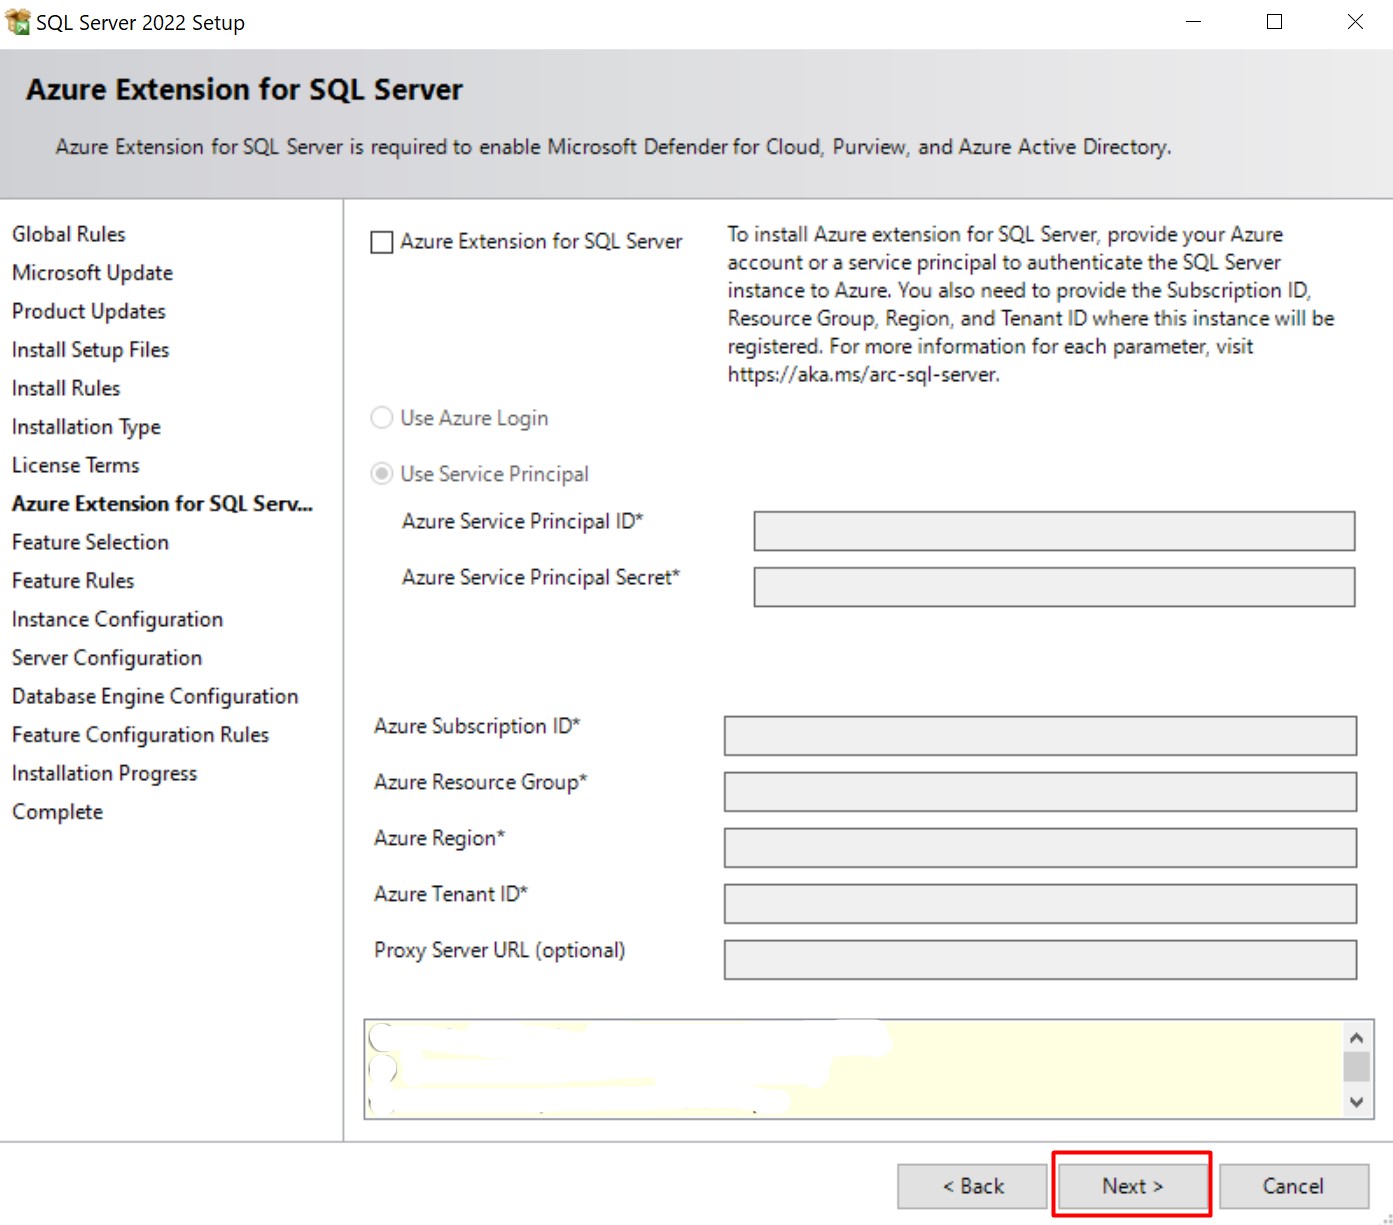 SQL Server 2022 Setup
Azure Extension for SQL Server
Azure Extension for SQL Server is required to enable Microsoft Defender for Cloud, Purview, and Azure Active Directory.
Global Rules
Microsoft Update
Product Updates
Install Setup Files
Install Rules
Installation Type
License Terms
Azure Extension for SQL Serv...
Feature Selection
Feature Rules
Instance Configuration
Server Configuration
Database Engine Configuration
Feature Configuration Rules
Installation Progress
Complete
Azure Extension for SQL Server
To install Azure extension for SQL Server, provide your Azure
account or a service principal to authenticate the SQL Server
instance to Azure. You also need to provide the Subscription ID,
Resource Group, Region, and Tenant ID where this instance will be
registered. For more information for each parameter, visit
https://aka.ms/arc-sql-server.
Use Azure Login
Use Service Principal
Azure Service Principal ID*
Azure Service Principal Secret*
Azure Subscription ID*
Azure Resource Group*
Azure Region*
Azure Tenant ID*
Proxy Server URL (optional)
< Back
Next >
Cancel